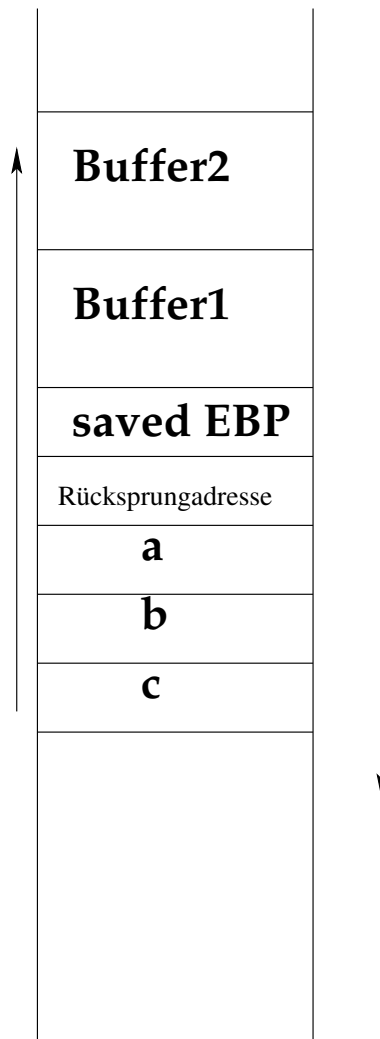 Buffer2
Buffer1
saved EBP
Rücksprungadresse
a
b
c